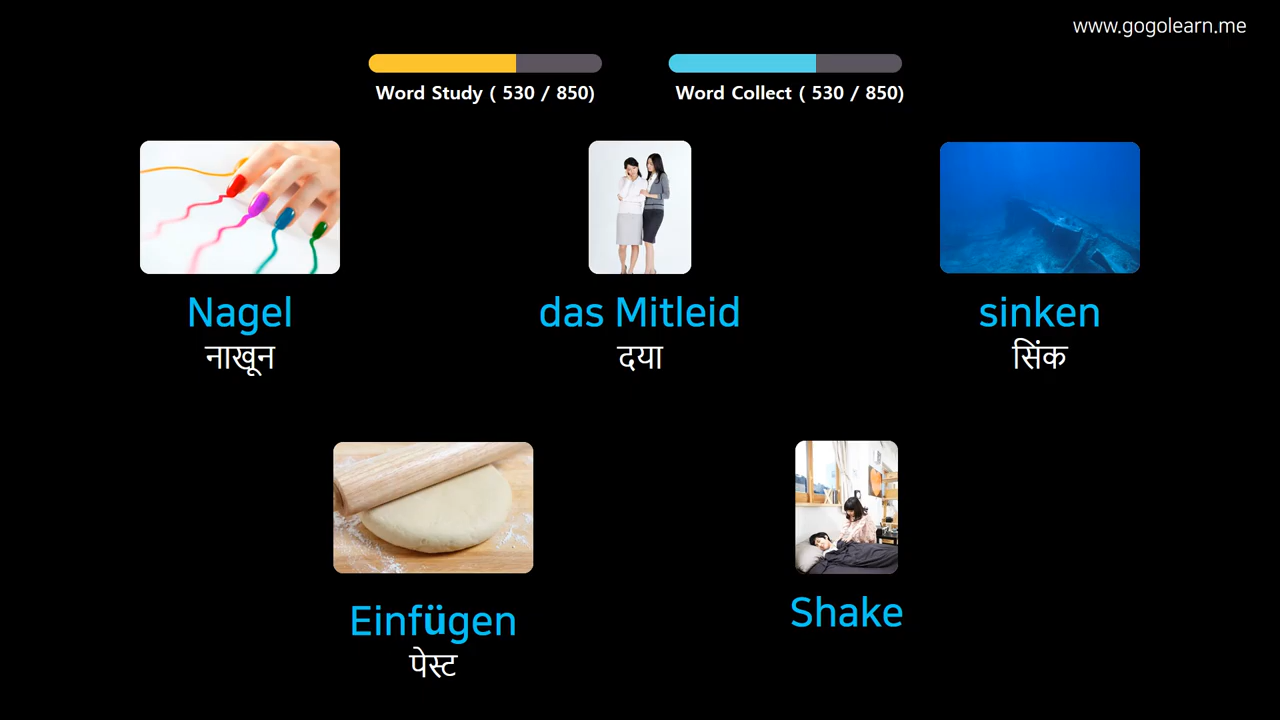 www.gogolearn.me
Word Study ( 530 / 850)
Word Collect ( 530 / 850)
Nagel
नाखून
das Mitleid
दया
sinken
सिंक
Einfügen
पेस्ट
Shake